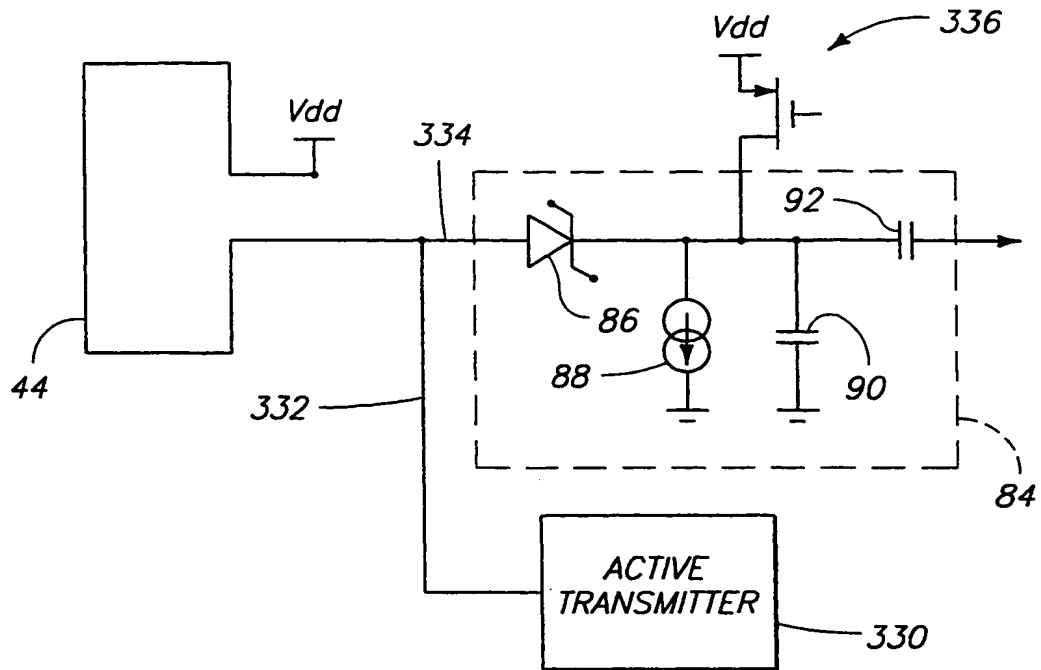 Vdd
336
Vdd
334
92
86
88
90
44
332
84
ACTIVE
TRANSMITTER
330